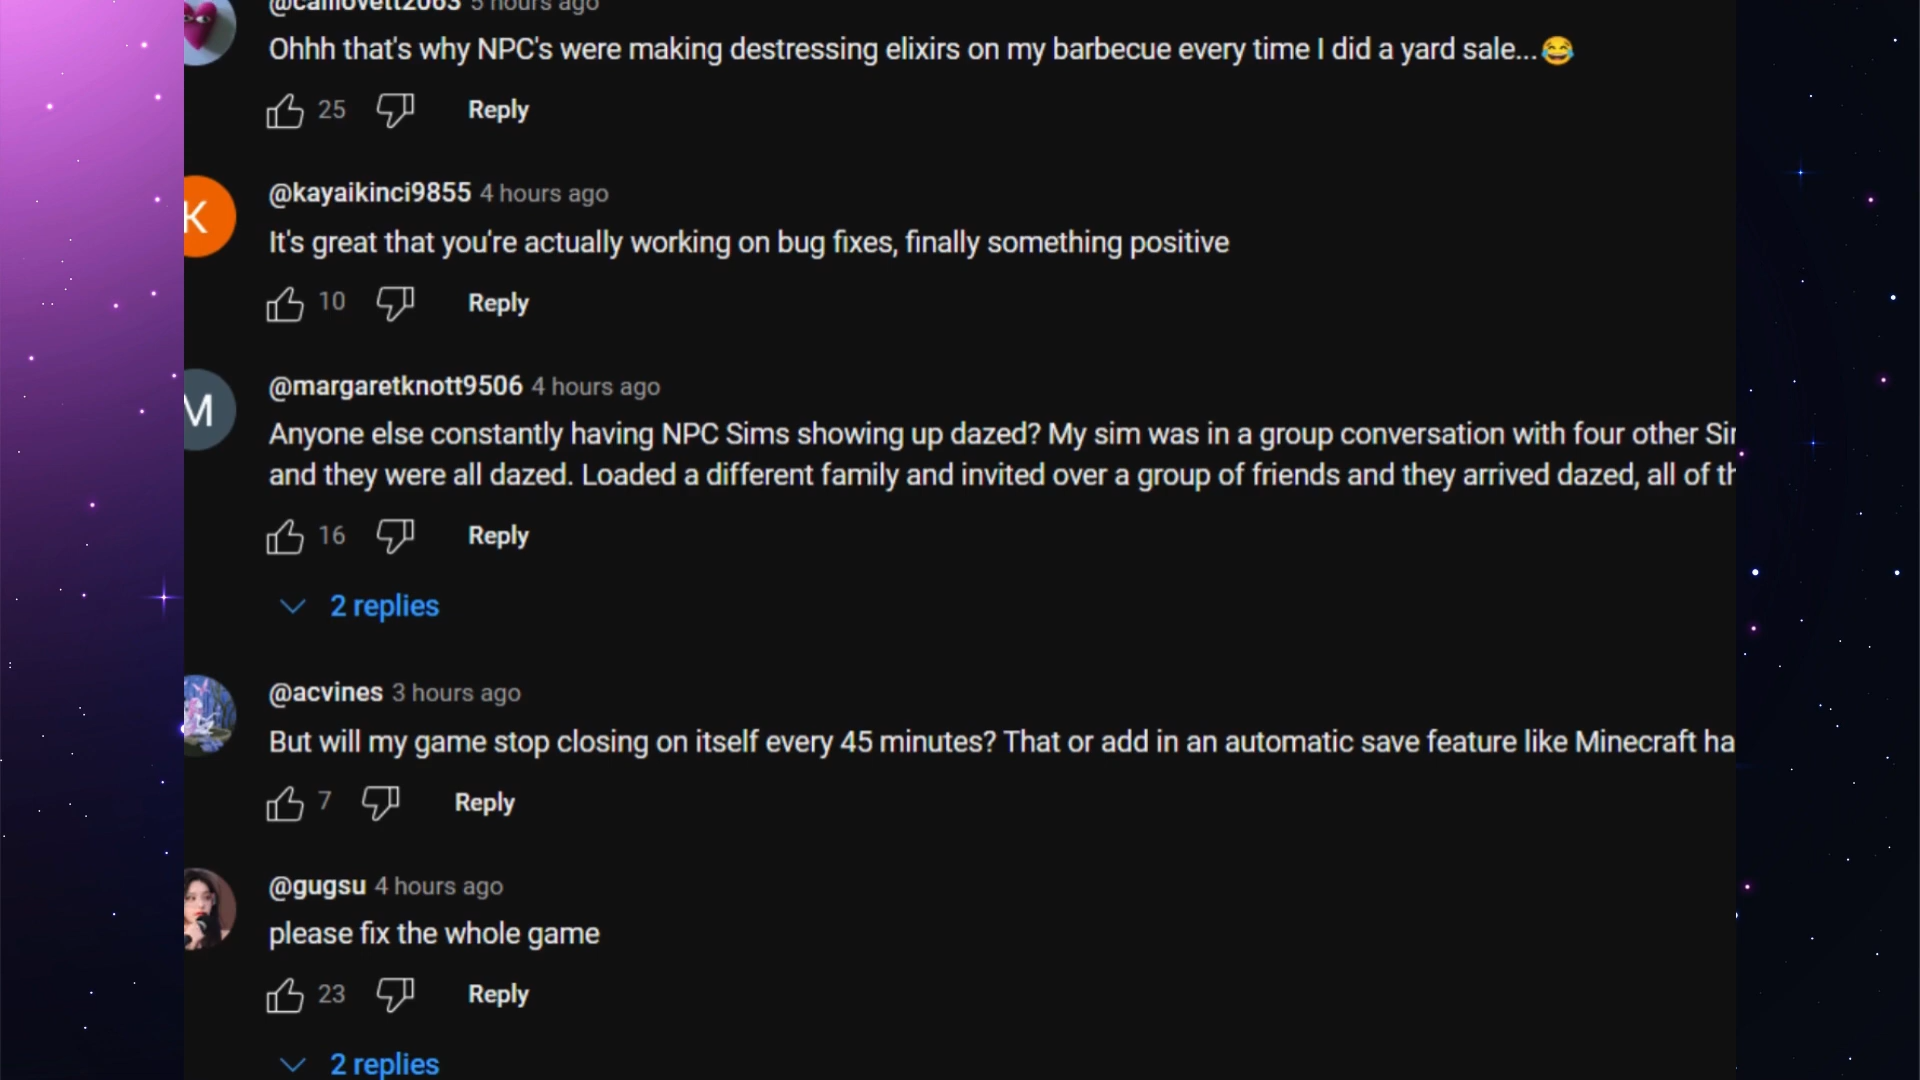 5 hours ago
Ohhh that's why NPC's were making destressing elixirs on my barbecue every time I did a yard sale...😂
25 Reply
K
@kayaikinci9855 4 hours ago
It's great that you're actually working on bug fixes, finally something positive
10 Reply
M
@margaretknott9506 4 hours ago
Anyone else constantly having NPC Sims showing up dazed? My sim was in a group conversation with four other
and they were all dazed. Loaded a different family and invited over a group of friends and they arrived dazed, all of
16 Reply
2 replies
@acvines 3 hours ago
But will my game stop closing on itself every 45 minutes? That or add in an automatic save feature like Minecraft ha
7 Reply
@gugsu 4 hours ago
please fix the whole game
23 Reply
2 replies